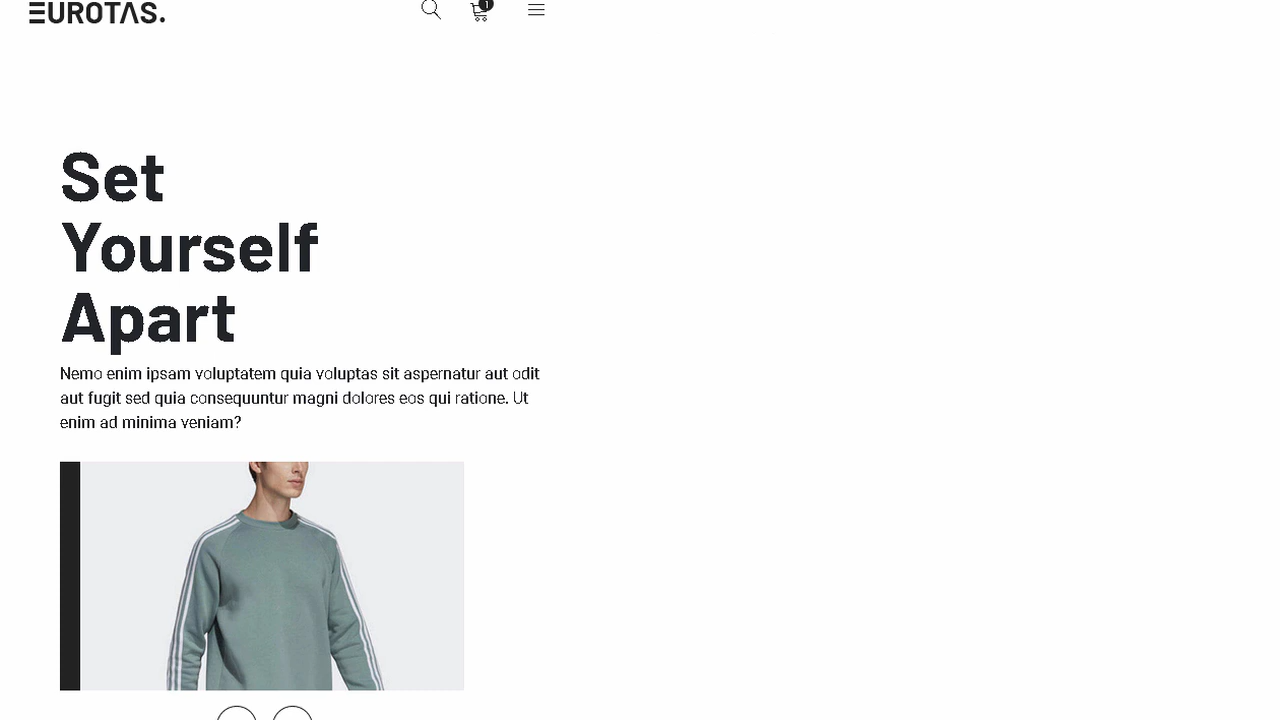 EUROTAS.
1
Set
Yourself
Apart
Nemo enim ipsam voluptatem quia voluptas sit aspernatur aut odit
aut fugit sed quia consequuntur magni dolores eos qui ratione. Ut
enim ad minima veniam?